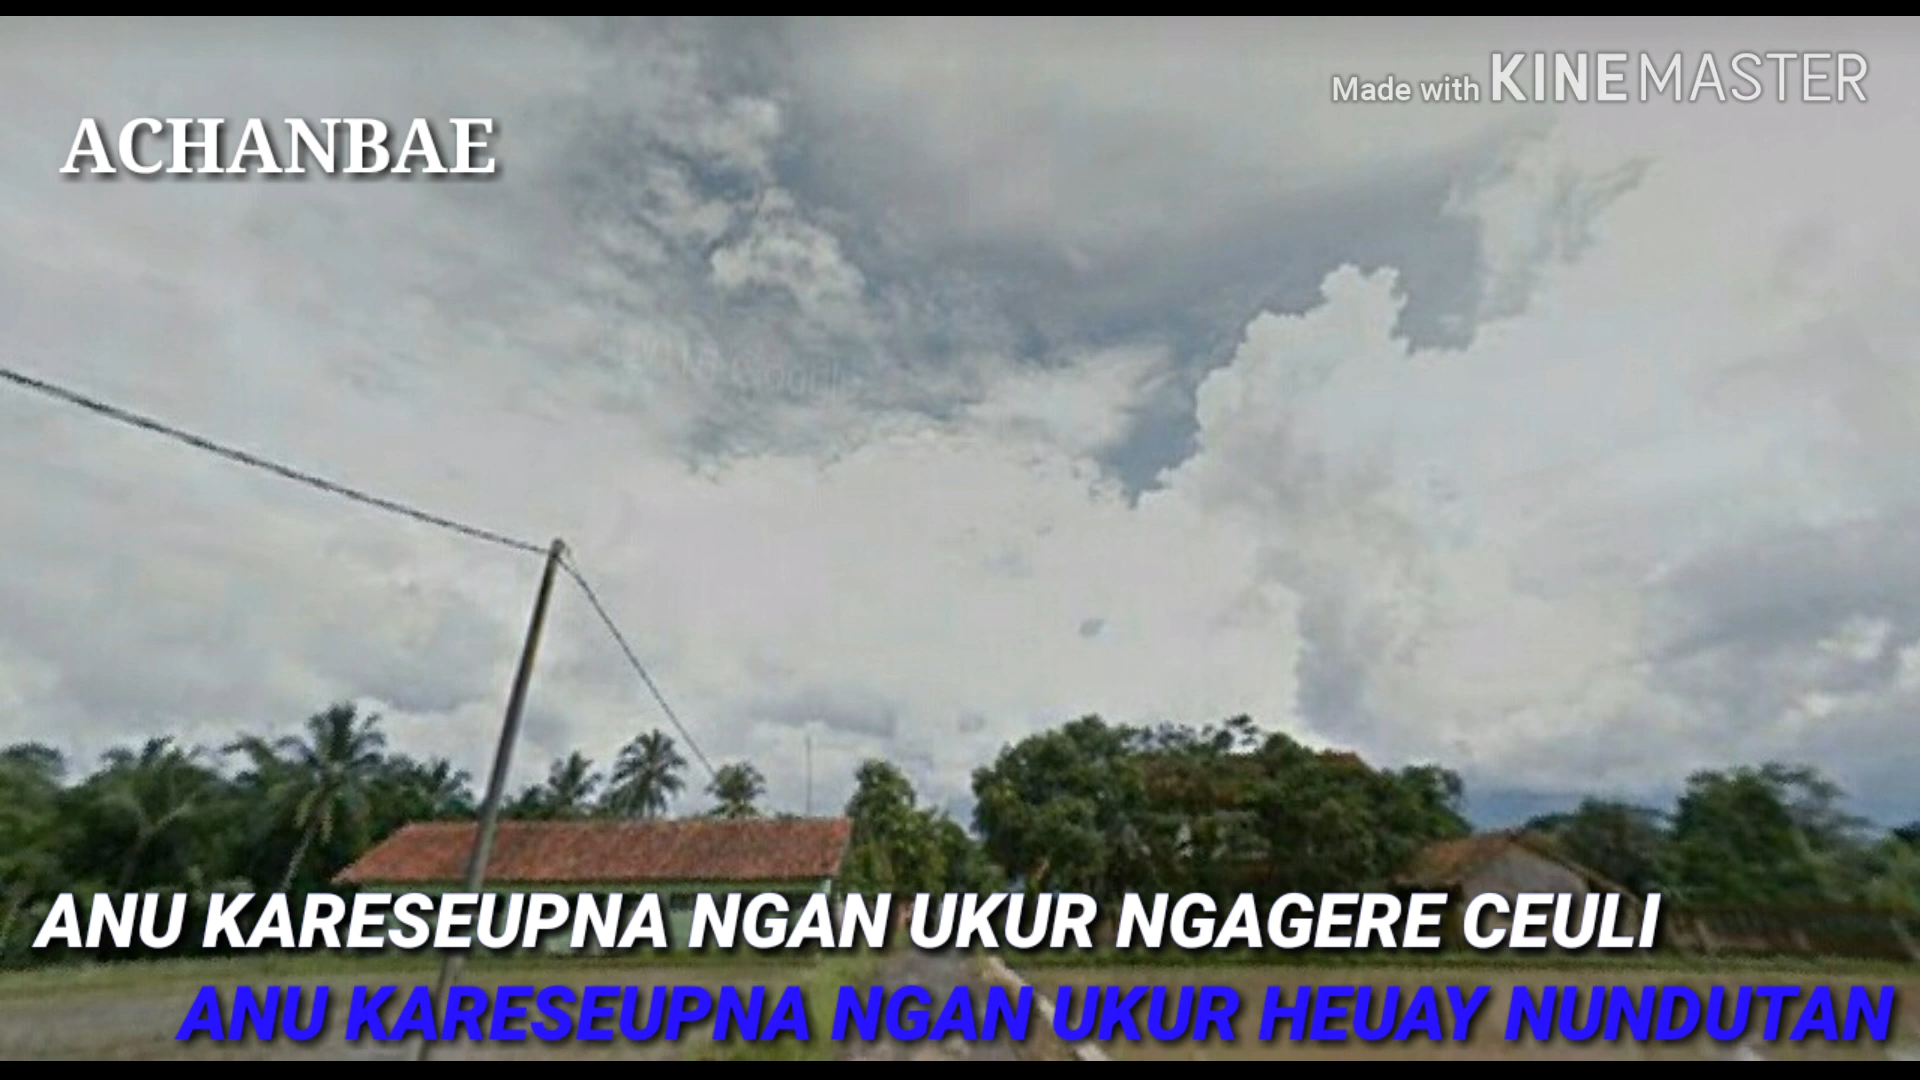 Made with KINEMASTER
ACHANBAE
ANU KARESEUPNA NGAN UKUR NGAGERE CEULI
ANU KARESEUPNA NGAN UKUR HEUAY NUNDUTAN